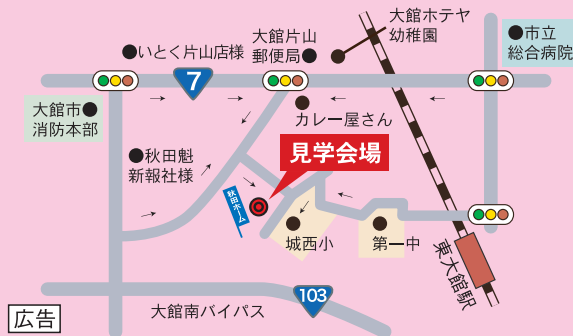 大館ホテヤ
幼稚園
大館片山
郵便局
いとく片山店様
市立
総合病院
7
大館市
消防本部
カレー屋さん
見学会場
秋田魁
新報社様
秋田ホーム
城西小
第一中
東大館駅
103
大館南バイパス
広告